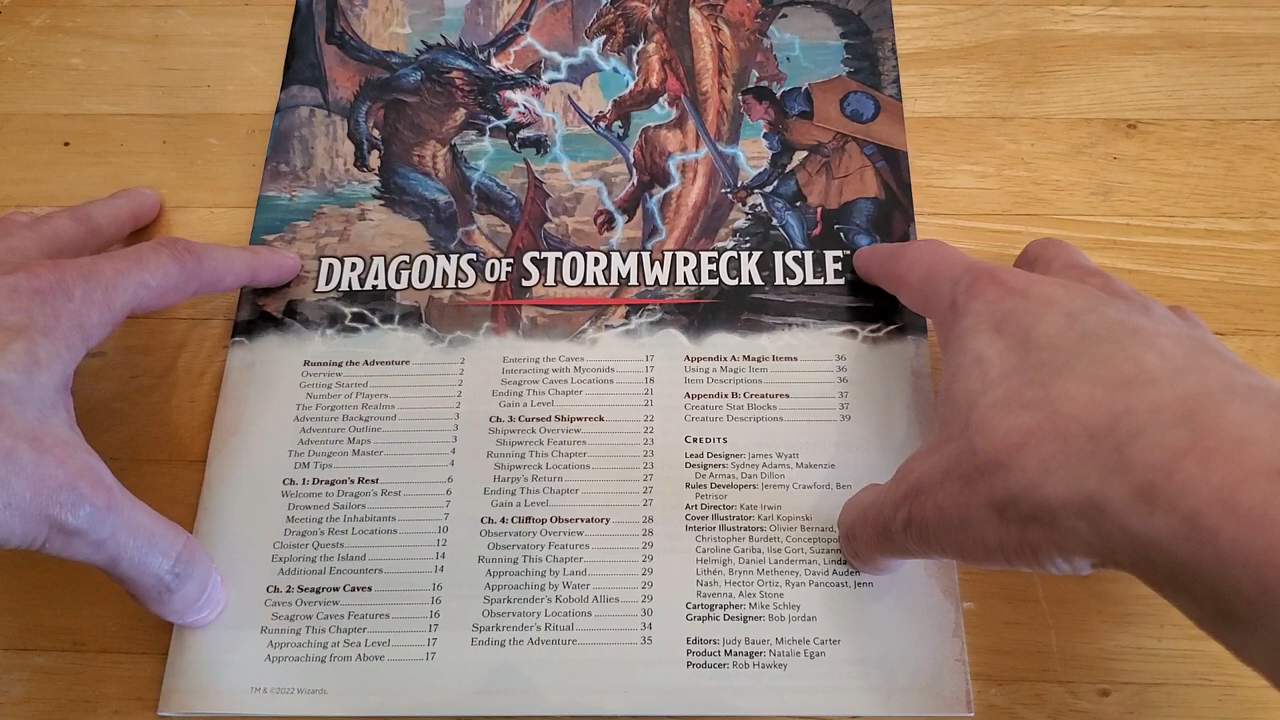 DRAGONS OF STORMWRECK ISLE™
Running the Adventure ........ 2
Overview ........ 2
Getting Started ........ 2
Number of Players ........ 2
The Forgotten Realms ........ 2
Adventure Background ........ 3
Adventure Outline ........ 3
Adventure Maps ........ 3
The Dungeon Master ........ 4
DM Tips ........ 4
Ch. 1: Dragon's Rest ........ 6
Welcome to Dragon's Rest ........ 6
Drowned Sailors ........ 7
Meeting the Inhabitants ........ 7
Dragon's Rest Locations ........ 10
Cloister Quests ........ 12
Exploring the Island ........ 14
Additional Encounters ........ 14
Ch. 2: Seagrow Caves ........ 16
Caves Overview ........ 16
Seagrow Caves Features ........ 16
Running This Chapter ........ 17
Approaching at Sea Level ........ 17
Approaching from Above ........ 17
Entering the Caves ........ 17
Interacting with Myconids ........ 17
Seagrow Caves Locations ........ 18
Ending This Chapter ........ 21
Gain a Level ........ 21
Ch. 3: Cursed Shipwreck ........ 22
Shipwreck Overview ........ 22
Shipwreck Features ........ 23
Running This Chapter ........ 23
Shipwreck Locations ........ 23
Harpy's Return ........ 27
Ending This Chapter ........ 27
Gain a Level ........ 27
Ch. 4: Clifftop Observatory ........ 28
Observatory Overview ........ 28
Observatory Features ........ 29
Running This Chapter ........ 29
Approaching by Land ........ 29
Approaching by Water ........ 29
Sparkrender's Kobold Allies ........ 29
Observatory Locations ........ 30
Sparkrender's Ritual ........ 34
Ending the Adventure ........ 35
Appendix A: Magic Items ........ 36
Using a Magic Item ........ 36
Item Descriptions ........ 36
Appendix B: Creatures ........ 37
Creature Stat Blocks ........ 37
Creature Descriptions ........ 39
CREDITS
Lead Designer: James Wyatt
Designers: Sydney Adams, Makenzie
De Armas, Dan Dillon
Rules Developers: Jeremy Crawford, Ben
Petrisor
Art Director: Kate Irwin
Cover Illustrator: Karl Kopinski
Interior Illustrators: Olivier Bernard,
Christopher Burdett,
Caroline Gariba, Ilse Gort,
Helmigh, Daniel Landerman, Linda
Lithén, Brynn Metheny, David Auden
Nash, Hector Ortiz, Ryan Pancoast, Jenn
Ravenna, Alex Stone
Cartographer: Mike Schley
Graphic Designer: Bob Jordan
Editors: Judy Bauer, Michele Carter
Product Manager: Natalie Egan
Producer: Rob Hawkey
TM & ©2022 Wizards.